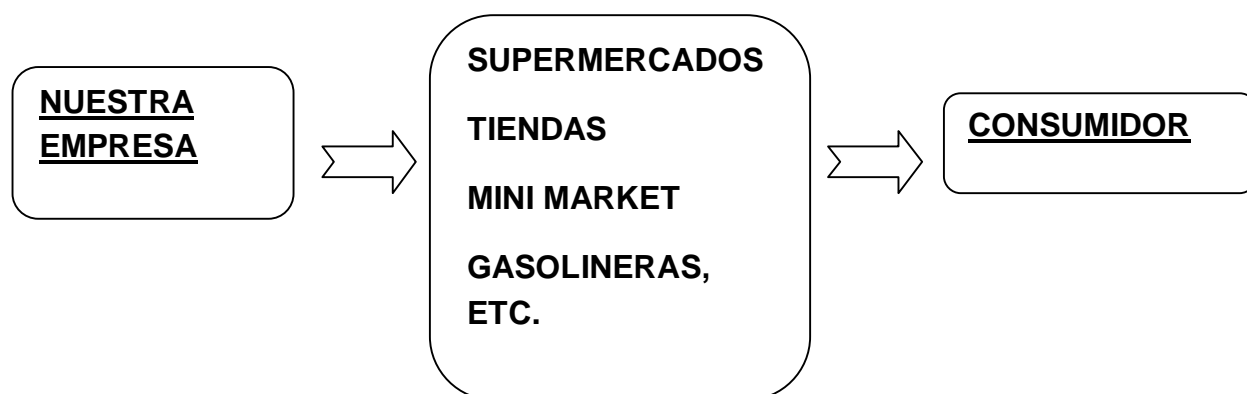 NUESTRA
EMPRESA
SUPERMERCADOS
TIENDAS
MINI MARKET
GASOLINERAS,
ETC.
CONSUMIDOR